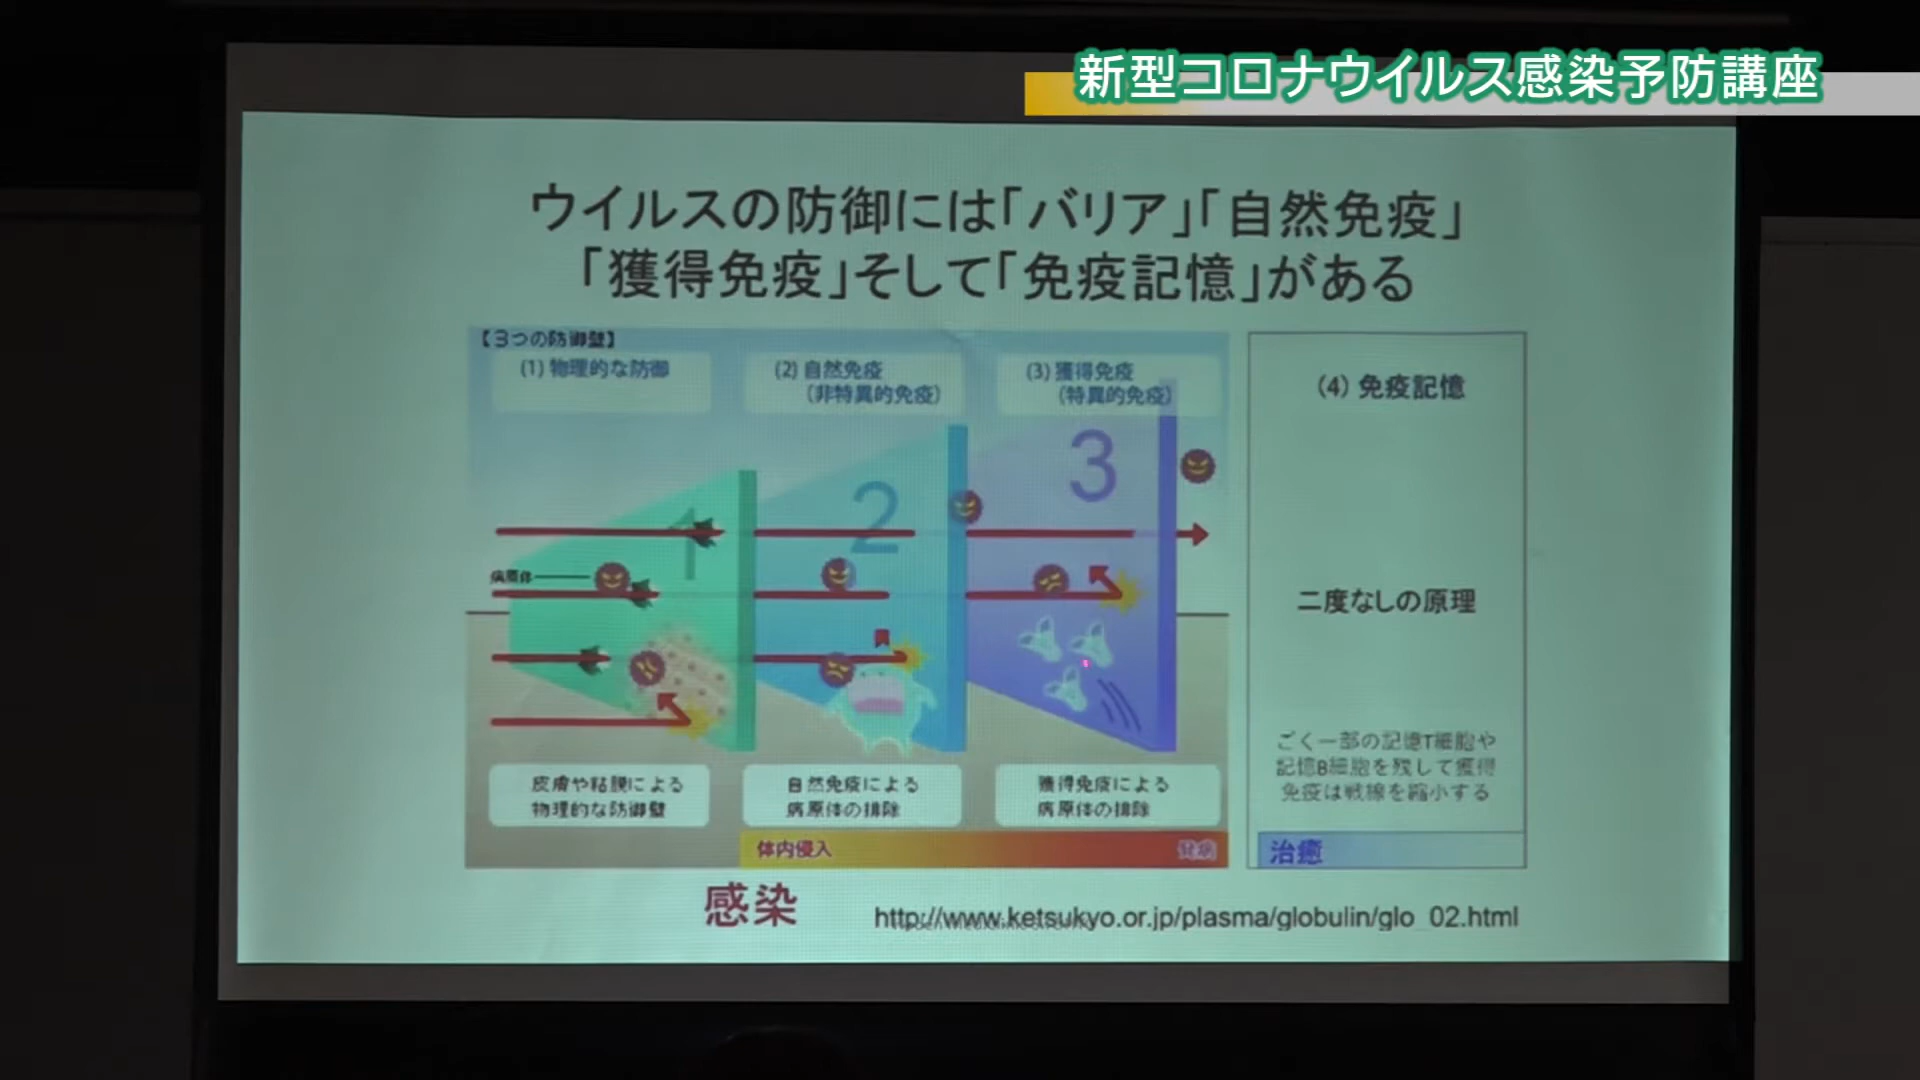 新型コロナウイルス感染予防講座
ウイルスの防御には「バリア」「自然免疫」
「獲得免疫」そして「免疫記憶」がある
【3つの防御壁】
(1) 物理的な防御
(2) 自然免疫
(非特異的免疫)
(3) 獲得免疫
(特異的免疫)
(4) 免疫記憶
1
2
3
病原体
二度なしの原理
ごく一部の記憶T細胞や
記憶B細胞を残して獲得
免疫は戦線を縮小する
皮膚や粘膜による
物理的な防御壁
自然免疫による
病原体の排除
獲得免疫による
病原体の排除
体内侵入
発病
治癒
感染
http://www.ketsukyo.or.jp/plasma/globulin/glo_02.html